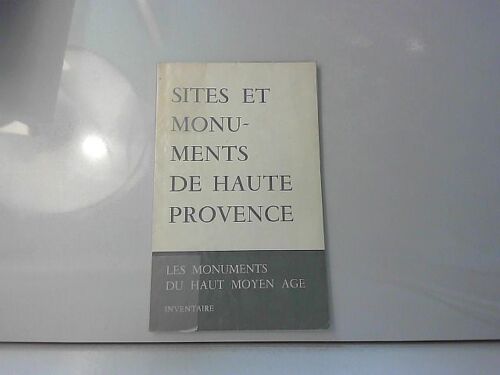 SITES ET
MONU-
MENTS
DE HAUTE
PROVENCE
LES MONUMENTS
DU HAUT MOYEN AGE
INVENTAIRE